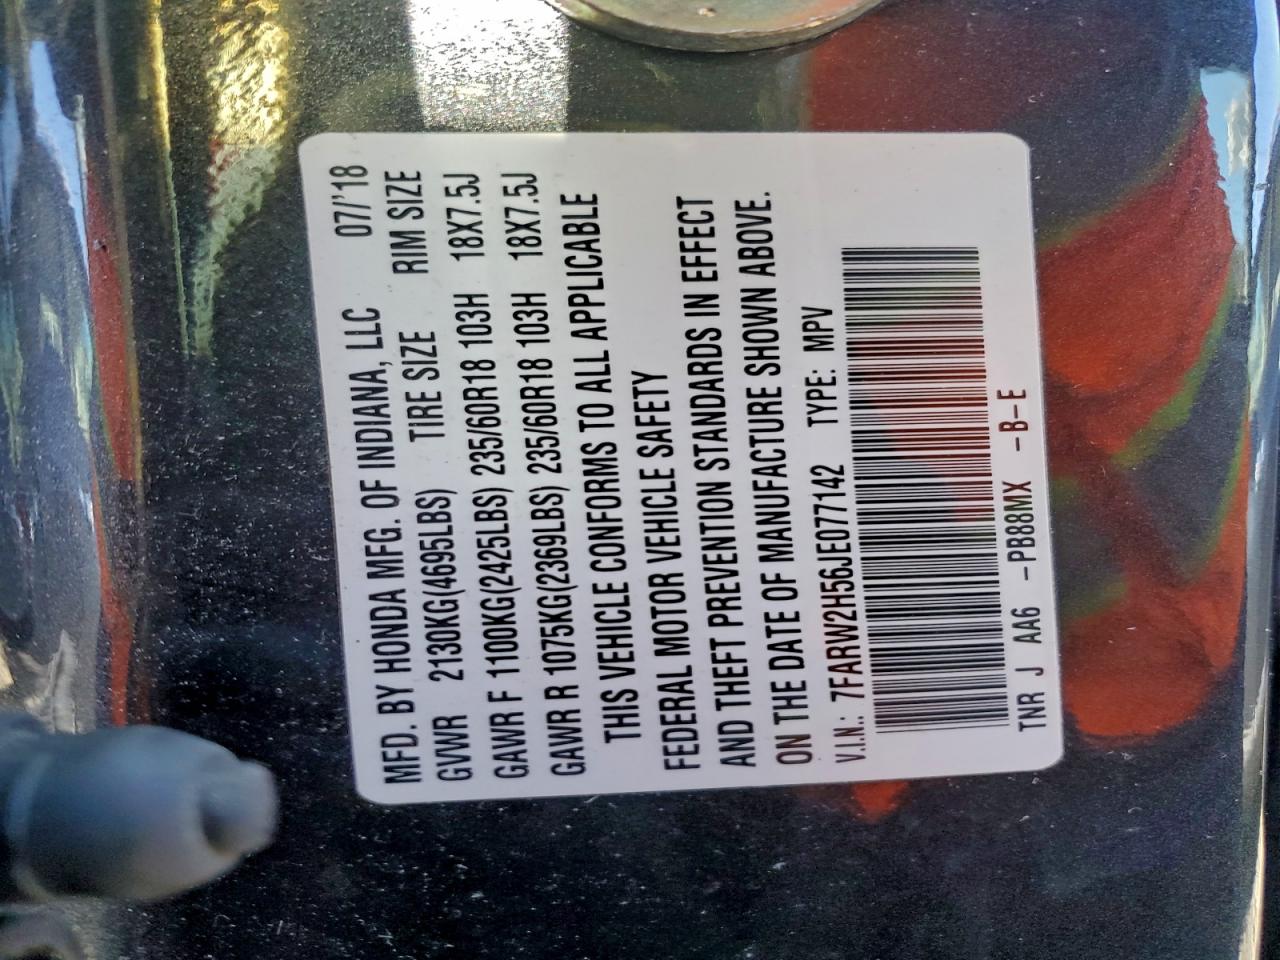 MFD. BY HONDA MFG. OF INDIANA, LLC 07/'18
GVWR 2130KG(4695LBS) TIRE SIZE RIM SIZE
GAWR F 1100KG(2425LBS) 235/60R18 103H 18X7.5J
GAWR R 1075KG(2369LBS) 235/60R18 103H 18X7.5J
THIS VEHICLE CONFORMS TO ALL APPLICABLE
FEDERAL MOTOR VEHICLE SAFETY
AND THEFT PREVENTION STANDARDS IN EFFECT
ON THE DATE OF MANUFACTURE SHOWN ABOVE.
V.I.N.: 7FARW2H56JE077142 TYPE: MPV
TNR J AA6 -PB88MX -B-E